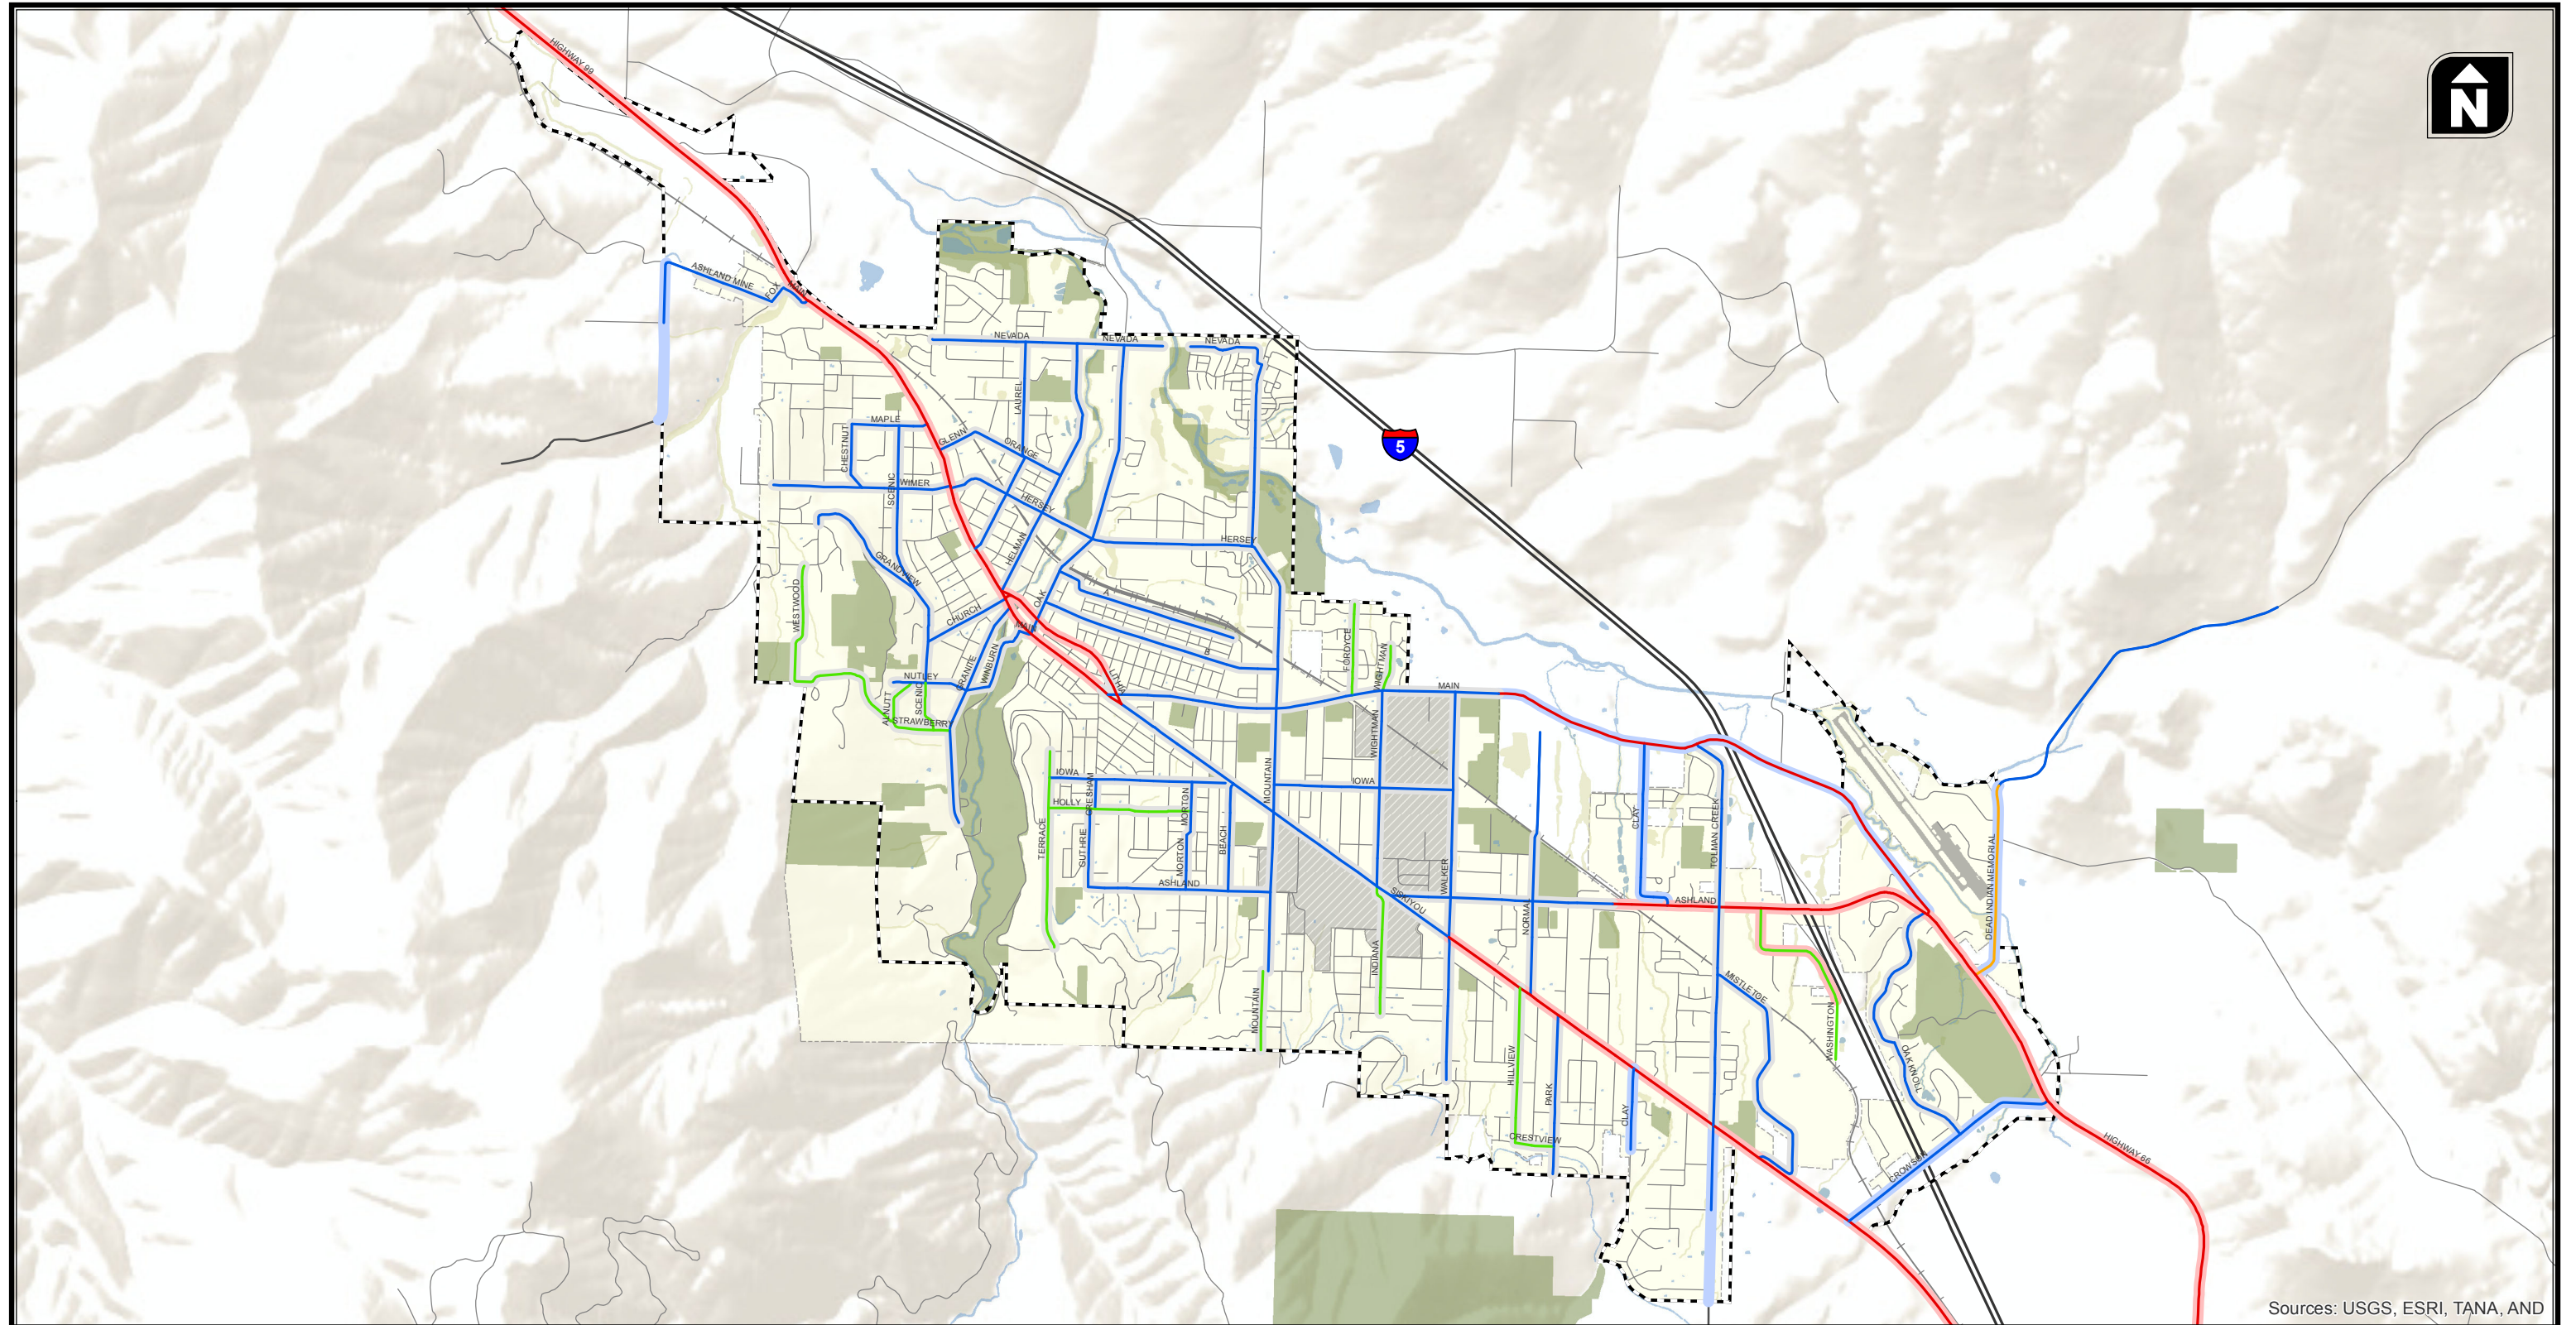 HIGHWAY 99
N
ASHLAND MINE
FOX
MAIN
NEVADA
NEVADA
NEVADA
LAUREL
MAPLE
GLENN
ORANGE
CHESTNUT
5
SCENIC
WIMER
HERSEY
HERSEY
HELMAN
GRANDVIEW
WESTWOOD
A
OAK
CHURCH
MAIN
B
FORDYCE
WIGHTMAN
GRANITE
WINBURN
NUTLEY
LITHIA
MAIN
ALNUTT
SCENIC
STRAWBERRY
WIGHTMAN
IOWA
GRESHAM
MOUNTAIN
IOWA
HOLLY
MORTON
CLAY
TOLMAN CREEK
TERRACE
GUTHRIE
MORTON
BEACH
DEAD INDIAN MEMORIAL
WALKER
ASHLAND
SISKIYOU
NORMAL
ASHLAND
INDIANA
MISTLETOE
MOUNTAIN
WASHINGTON
HILLVIEW
OAK KNOLL
PARK
CLAY
CRESTVIEW
CROWSON
HIGHWAY 66
Sources: USGS, ESRI, TANA, AND